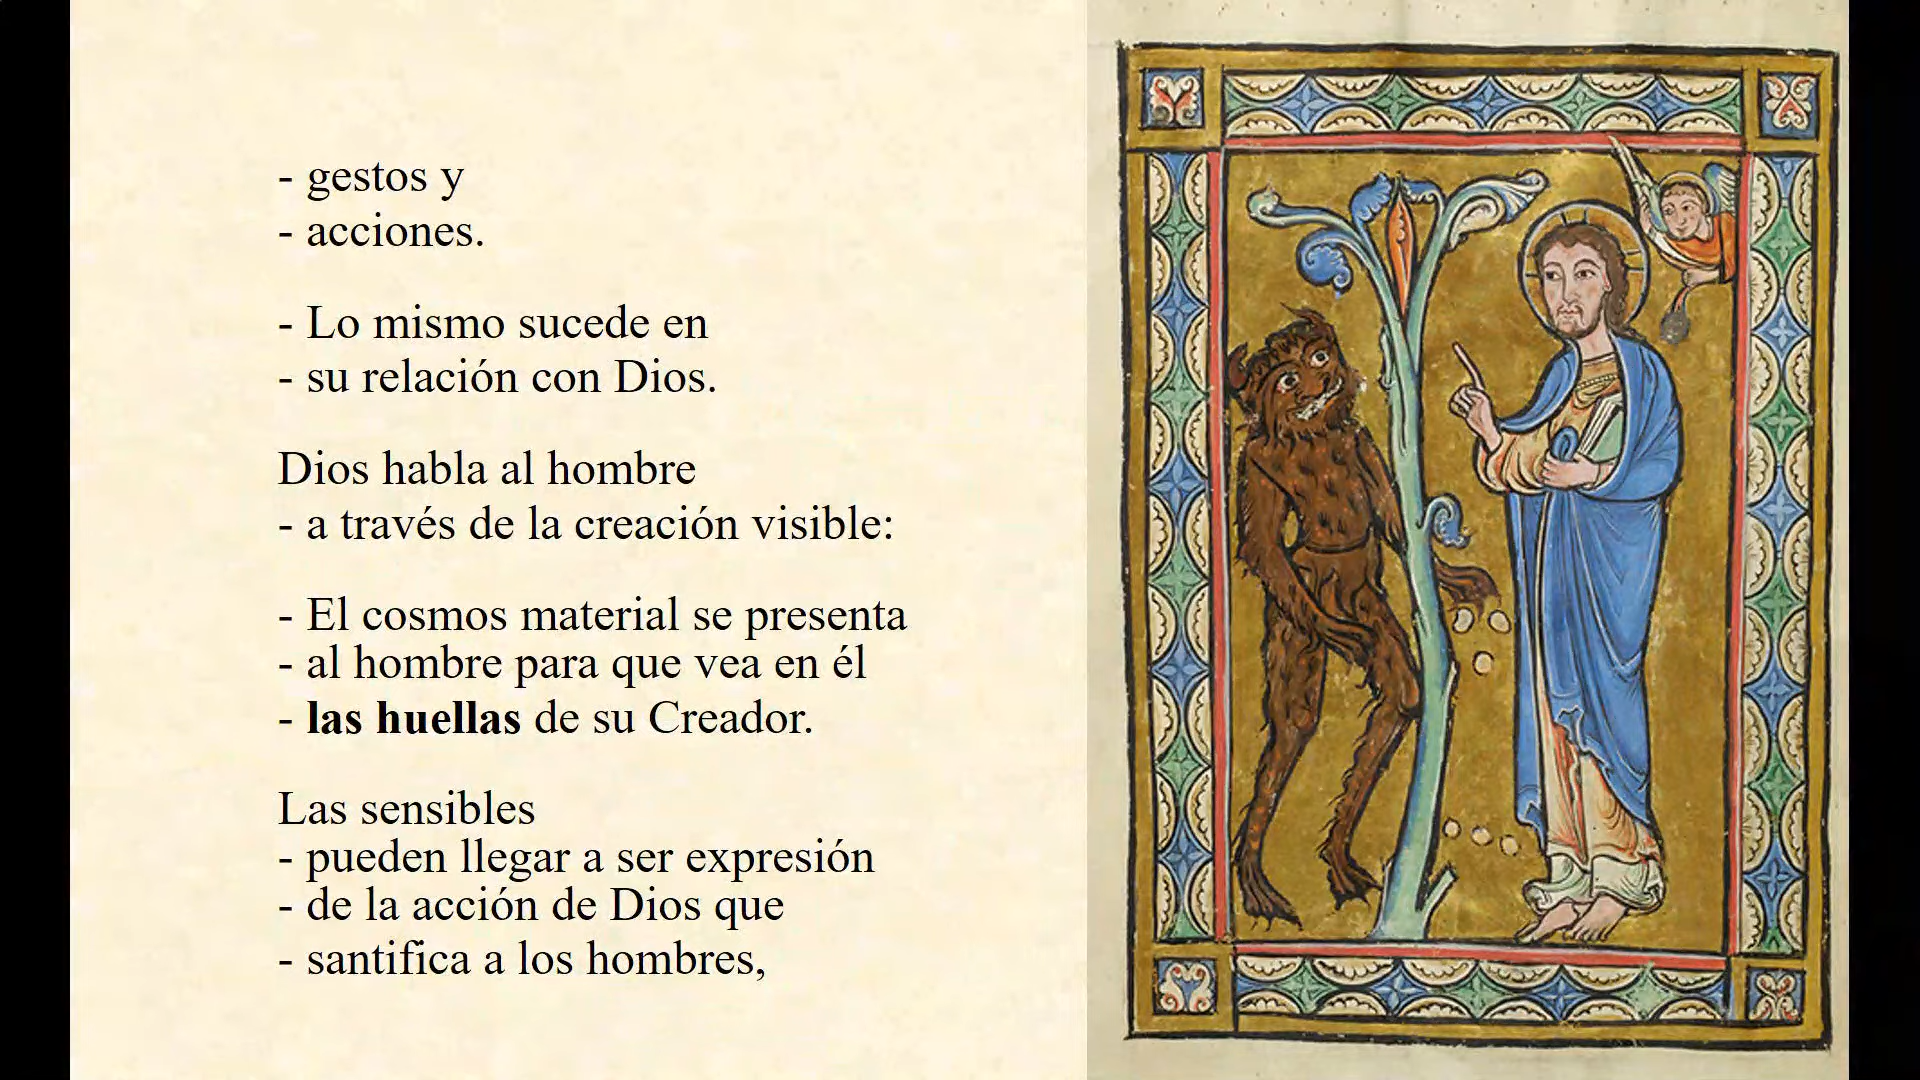 - gestos y
- acciones.
- Lo mismo sucede en
- su relación con Dios.
Dios habla al hombre
- a través de la creación visible:
- El cosmos material se presenta
- al hombre para que vea en él
- las huellas de su Creador.
Las sensibles
- pueden llegar a ser expresión
- de la acción de Dios que
- santifica a los hombres,